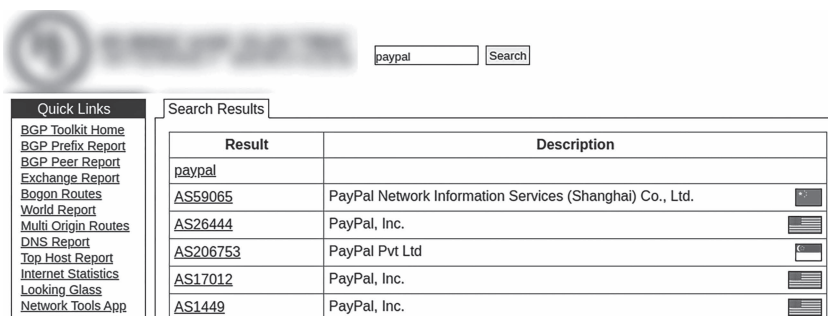 paypal
Search
Quick Links
BGP Toolkit Home
BGP Prefix Report
BGP Peer Report
Exchange Report
Bogon Routes
World Report
Multi Origin Routes
DNS Report
Top Host Report
Internet Statistics
Looking Glass
Network Tools App
Search Results
Result Description
paypal
AS59065 PayPal Network Information Services (Shanghai) Co., Ltd.
AS26444 PayPal, Inc.
AS206753 PayPal Pvt Ltd
AS17012 PayPal, Inc.
AS1449 PayPal, Inc.